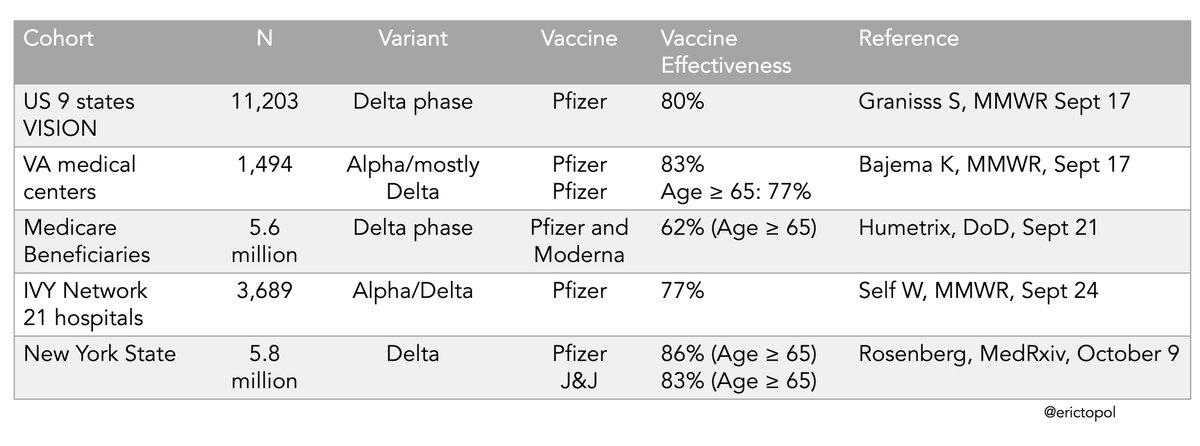 Cohort N Variant Vaccine Vaccine Effectiveness Reference
US 9 states VISION 11,203 Delta phase Pfizer 80% Granisss S, MMWR Sept 17
VA medical centers 1,494 Alpha/mostly Delta Pfizer Pfizer 83% Age ≥ 65: 77% Bajema K, MMWR, Sept 17
Medicare Beneficiaries 5.6 million Delta phase Pfizer and Moderna 62% (Age ≥ 65) Humetrix, DoD, Sept 21
IVY Network 21 hospitals 3,689 Alpha/Delta Pfizer 77% Self W, MMWR, Sept 24
New York State 5.8 million Delta Pfizer J&J 86% (Age ≥ 65) 83% (Age ≥ 65) Rosenberg, MedRxiv, October 9
@erictopol